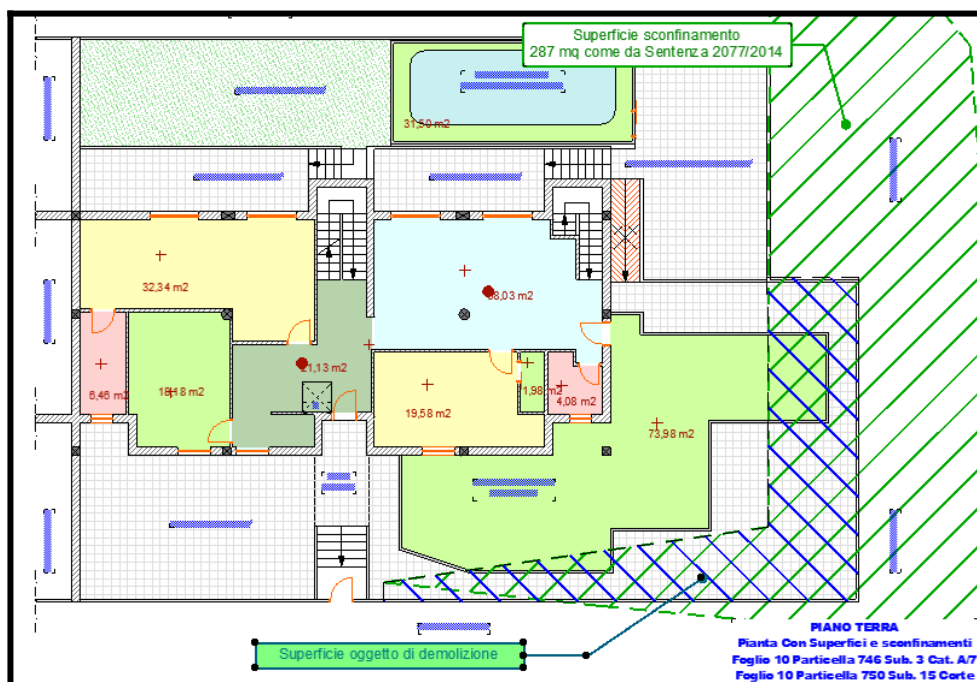 Superficie sconfinamento
287 mq come da Sentenza 2077/2014
31,50 m2
32,34 m2
21,13 m2
6,46 m2
18,18 m2
19,58 m2
1,98 m2
4,08 m2
73,98 m2
Superficie oggetto di demolizione
PIANO TERRA
Pianta Con Superfici e sconfinamenti
Foglio 10 Particella 746 Sub. 3 Cat. A/7
Foglio 10 Particella 750 Sub. 15 Corte